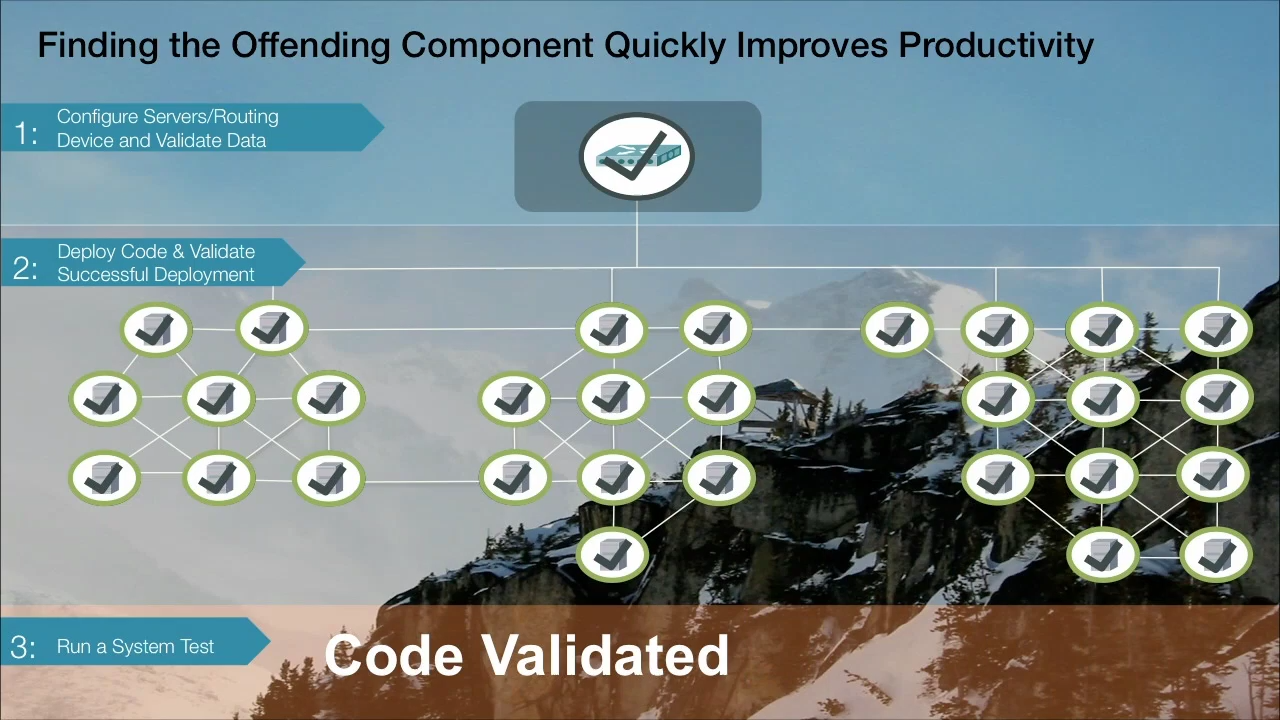 Finding the Offending Component Quickly Improves Productivity
1: Configure Servers/Routing
Device and Validate Data
2: Deploy Code & Validate
Successful Deployment
3: Run a System Test
Code Validated